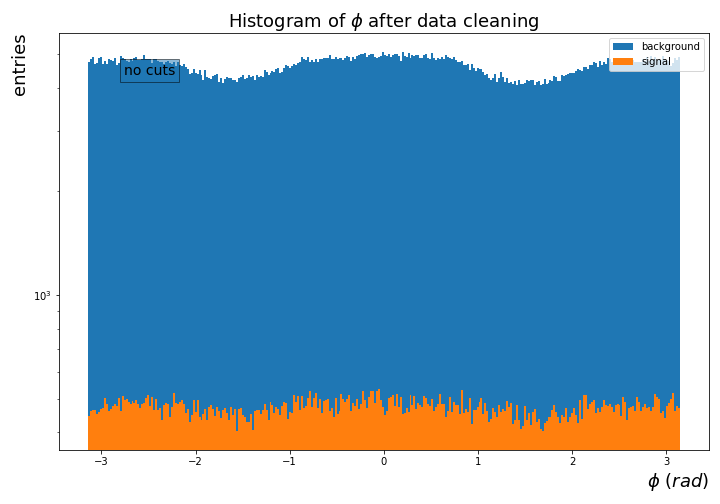 Histogram of ϕ after data cleaning
entries
no cuts
background
signal
10³
−3 −2 −1 0 1 2 3
ϕ (rad)